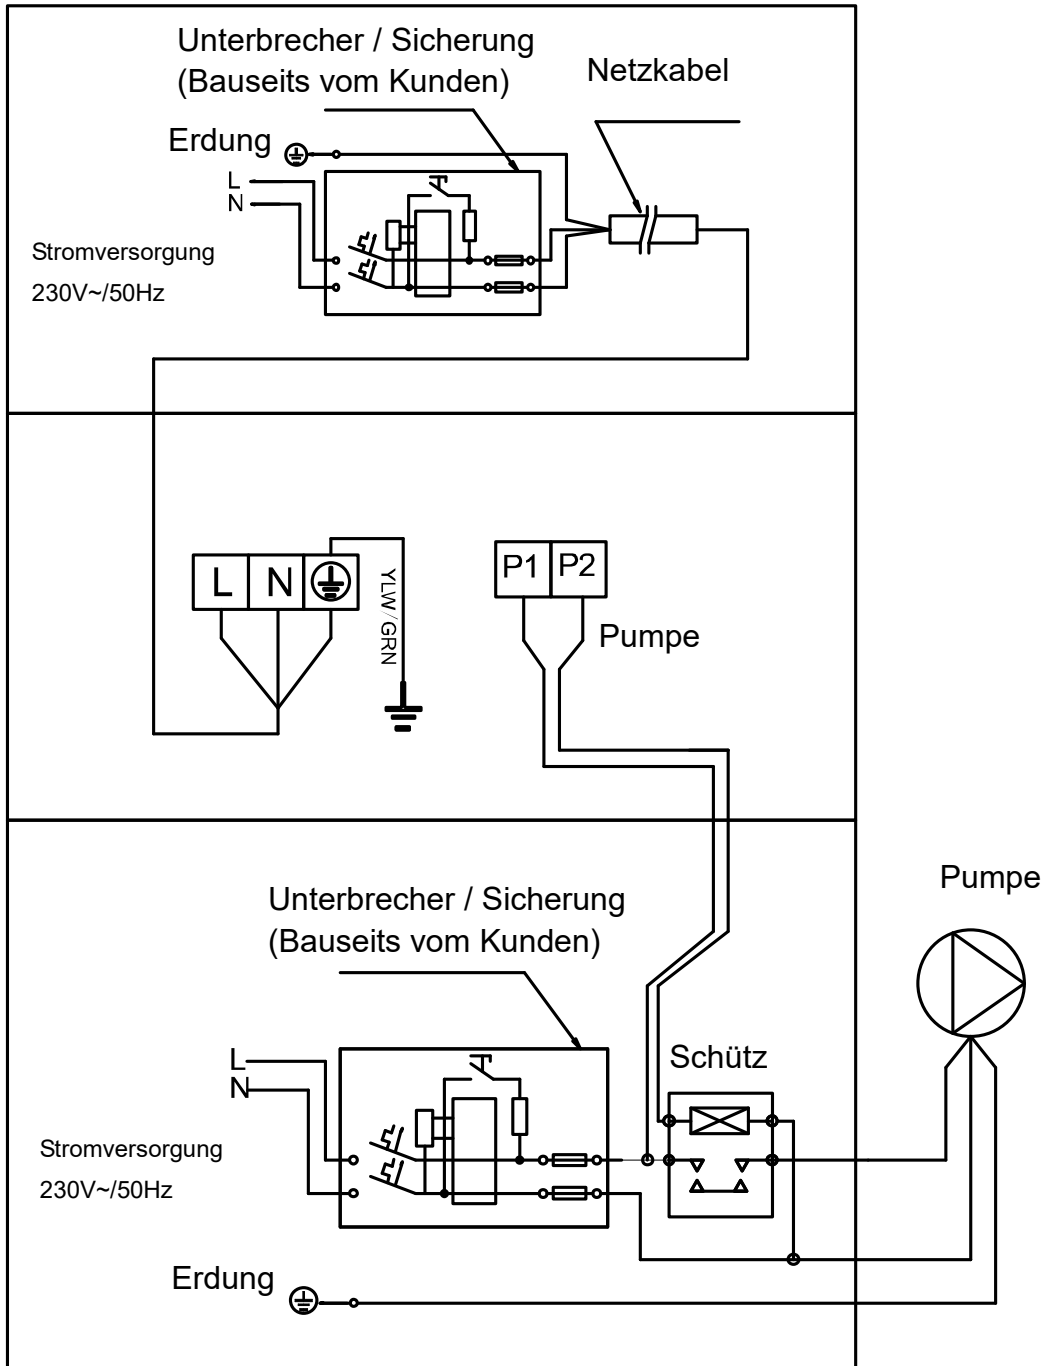 Unterbrecher / Sicherung
(Bauseits vom Kunden)
Netzkabel
Erdung
L
N
Stromversorgung
230V~/50Hz
L N
YLW/GRN
P1 P2
Pumpe
Pumpe
Unterbrecher / Sicherung
(Bauseits vom Kunden)
Schütz
L
N
Stromversorgung
230V~/50Hz
Erdung